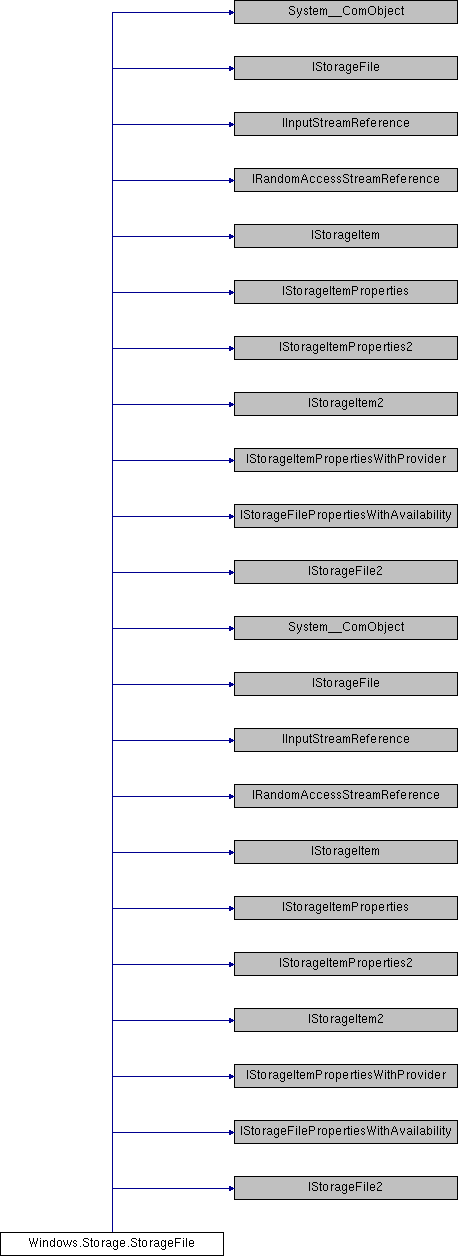 System__ComObject
IStorageFile
IInputStreamReference
IRandomAccessStreamReference
IStorageItem
IStorageItemProperties
IStorageItemProperties2
IStorageItem2
IStorageItemPropertiesWithProvider
IStorageFilePropertiesWithAvailability
IStorageFile2
System__ComObject
IStorageFile
IInputStreamReference
IRandomAccessStreamReference
IStorageItem
IStorageItemProperties
IStorageItemProperties2
IStorageItem2
IStorageItemPropertiesWithProvider
IStorageFilePropertiesWithAvailability
IStorageFile2
Windows.Storage.StorageFile